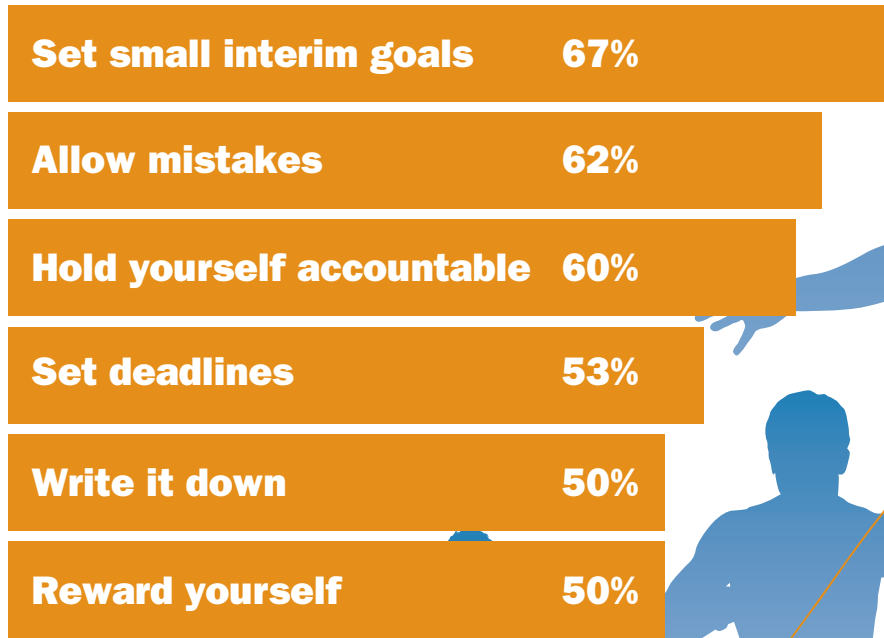 Set small interim goals 67%
Allow mistakes 62%
Hold yourself accountable 60%
Set deadlines 53%
Write it down 50%
Reward yourself 50%